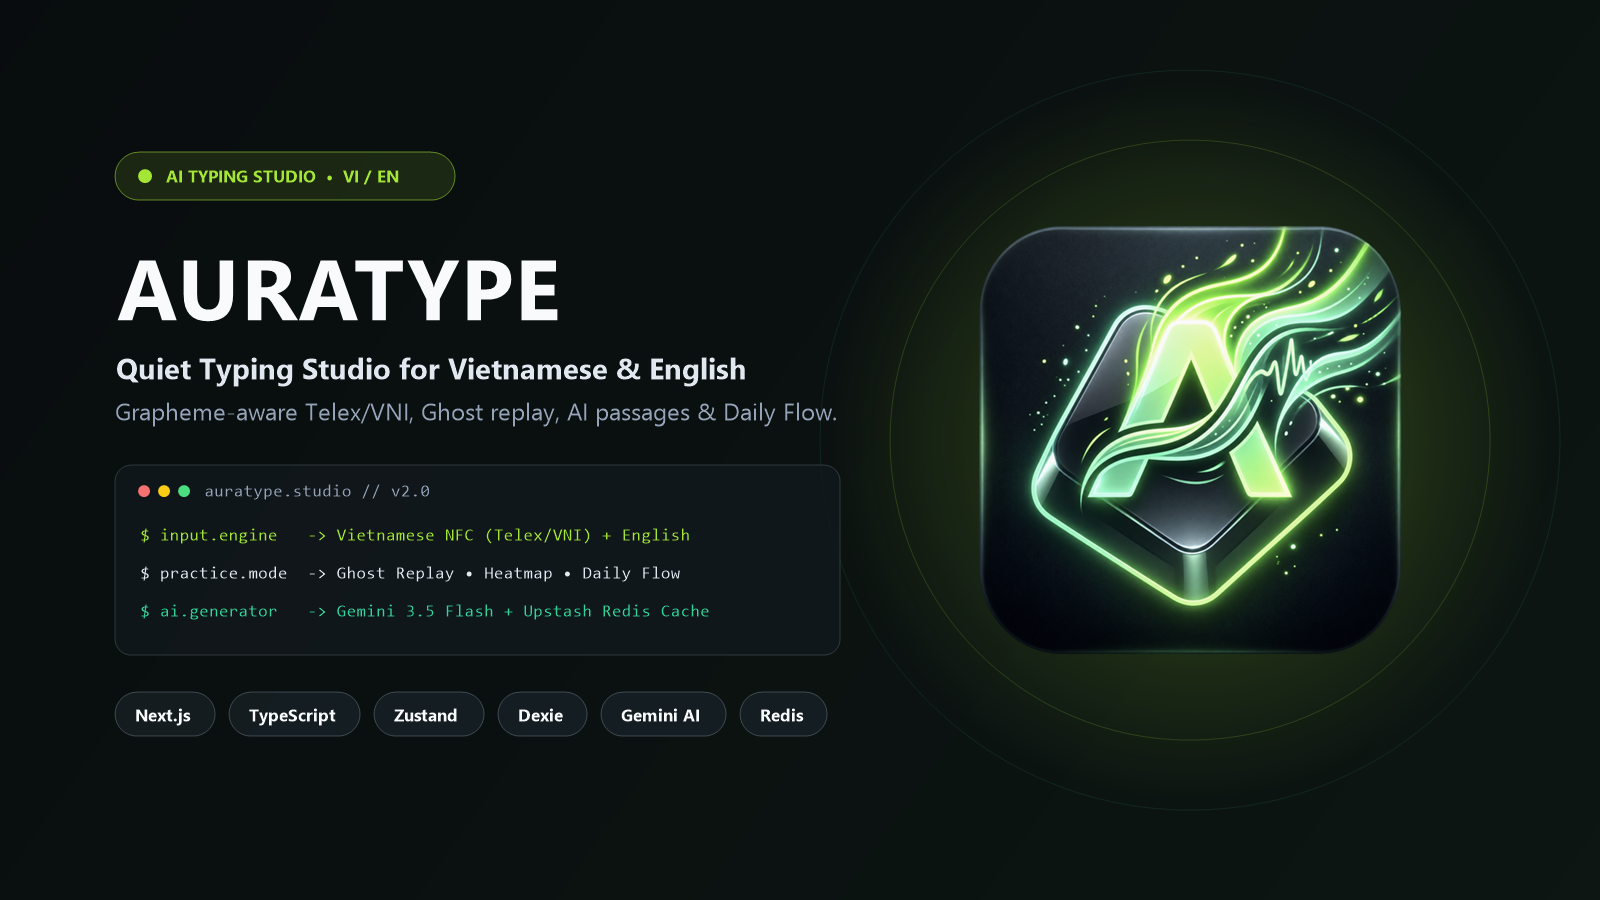 AI TYPING STUDIO • VI / EN
AURATYPE
Quiet Typing Studio for Vietnamese & English
Grapheme-aware Telex/VNI, Ghost replay, AI passages & Daily Flow.
auratype.studio // v2.0
$ input.engine -> Vietnamese NFC (Telex/VNI) + English
$ practice.mode -> Ghost Replay • Heatmap • Daily Flow
$ ai.generator -> Gemini 3.5 Flash + Upstash Redis Cache
Next.js TypeScript Zustand Dexie Gemini AI Redis
A